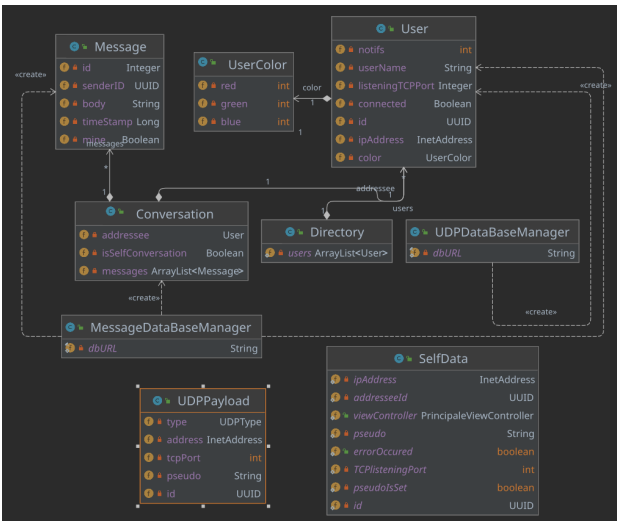 Message
id Integer
senderID UUID
body String
timeStamp Long
mine Boolean
UserColor
red int
green int
blue int
User
notifs int
userName String
listeningTCPPort Integer
connected Boolean
id UUID
ipAddress InetAddress
color UserColor
«create»
«create»
color
1
1
messages
*
1
1
addressee
1
*
users
1
Conversation
addressee User
isSelfConversation Boolean
messages ArrayList<Message>
Directory
users ArrayList<User>
UDPDataBaseManager
dbURL String
«create»
«create»
MessageDataBaseManager
dbURL String
UDPPayload
type UDPType
address InetAddress
tcpPort int
pseudo String
id UUID
SelfData
ipAddress InetAddress
addresseeId UUID
viewController PrincipaleViewController
pseudo String
errorOccured boolean
TCPlisteningPort int
pseudoIsSet boolean
id UUID